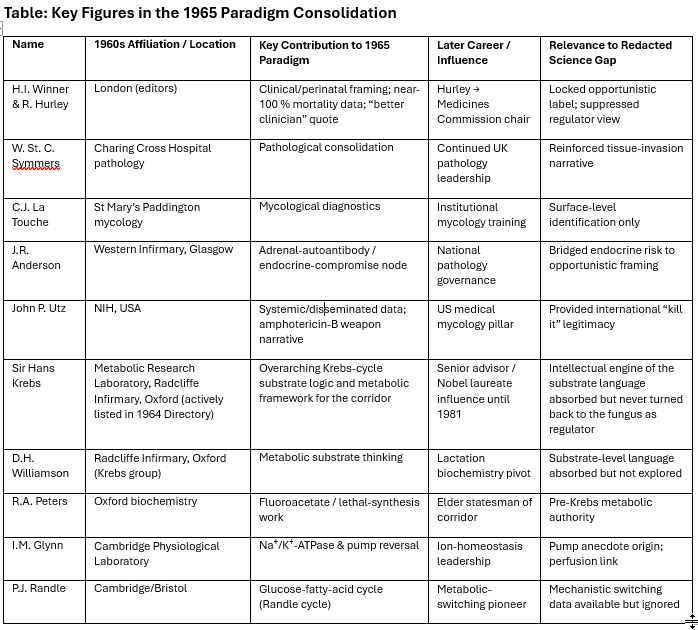 Table: Key Figures in the 1965 Paradigm Consolidation
Name
1960s Affiliation / Location
Key Contribution to 1965
Paradigm
Later Career /
Influence
Relevance to Redacted
Science Gap
H.I. Winner
& R. Hurley
London (editors)
Clinical/perinatal framing; near-
100 % mortality data; “better
clinician” quote
Hurley →
Medicines
Commission chair
Locked opportunistic
label; suppressed
regulator view
W. St. C.
Symmers
Charing Cross Hospital
pathology
Pathological consolidation
Continued UK
pathology
leadership
Reinforced tissue-invasion
narrative
C.J. La
Touche
St Mary’s Paddington
mycology
Mycological diagnostics
Institutional
mycology training
Surface-level
identification only
J.R.
Anderson
Western Infirmary, Glasgow
Adrenal-autoantibody /
endocrine-compromise node
National
pathology
governance
Bridged endocrine risk to
opportunistic framing
John P. Utz
NIH, USA
Systemic/disseminated data;
amphotericin-B weapon
narrative
US medical
mycology pillar
Provided international “kill
it” legitimacy
Sir Hans
Krebs
Metabolic Research
Laboratory, Radcliffe
Infirmary, Oxford (actively
listed in 1964 Directory)
Overarching Krebs-cycle
substrate logic and metabolic
framework for the corridor
Senior advisor /
Nobel laureate
influence until
1981
Intellectual engine of the
substrate language
absorbed but never turned
back to the fungus as
regulator
D.H.
Williamson
Radcliffe Infirmary, Oxford
(Krebs group)
Metabolic substrate thinking
Lactation
biochemistry pivot
Substrate-level language
absorbed but not explored
R.A. Peters
Oxford biochemistry
Fluoroacetate / lethal-synthesis
work
Elder statesman of
corridor
Pre-Krebs metabolic
authority
I.M. Glynn
Cambridge Physiological
Laboratory
Na⁺/K⁺-ATPase & pump reversal
Ion-homeostasis
leadership
Pump anecdote origin;
perfusion link
P.J. Randle
Cambridge/Bristol
Glucose-fatty-acid cycle
(Randle cycle)
Metabolic-
switching pioneer
Mechanistic switching
data available but ignored